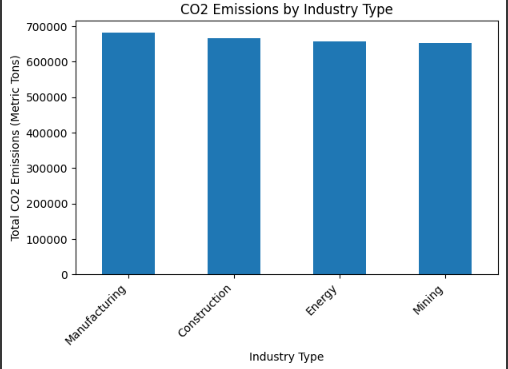 CO2 Emissions by Industry Type
Total CO2 Emissions (Metric Tons)
700000
600000
500000
400000
300000
200000
100000
0
Manufacturing
Construction
Energy
Mining
Industry Type